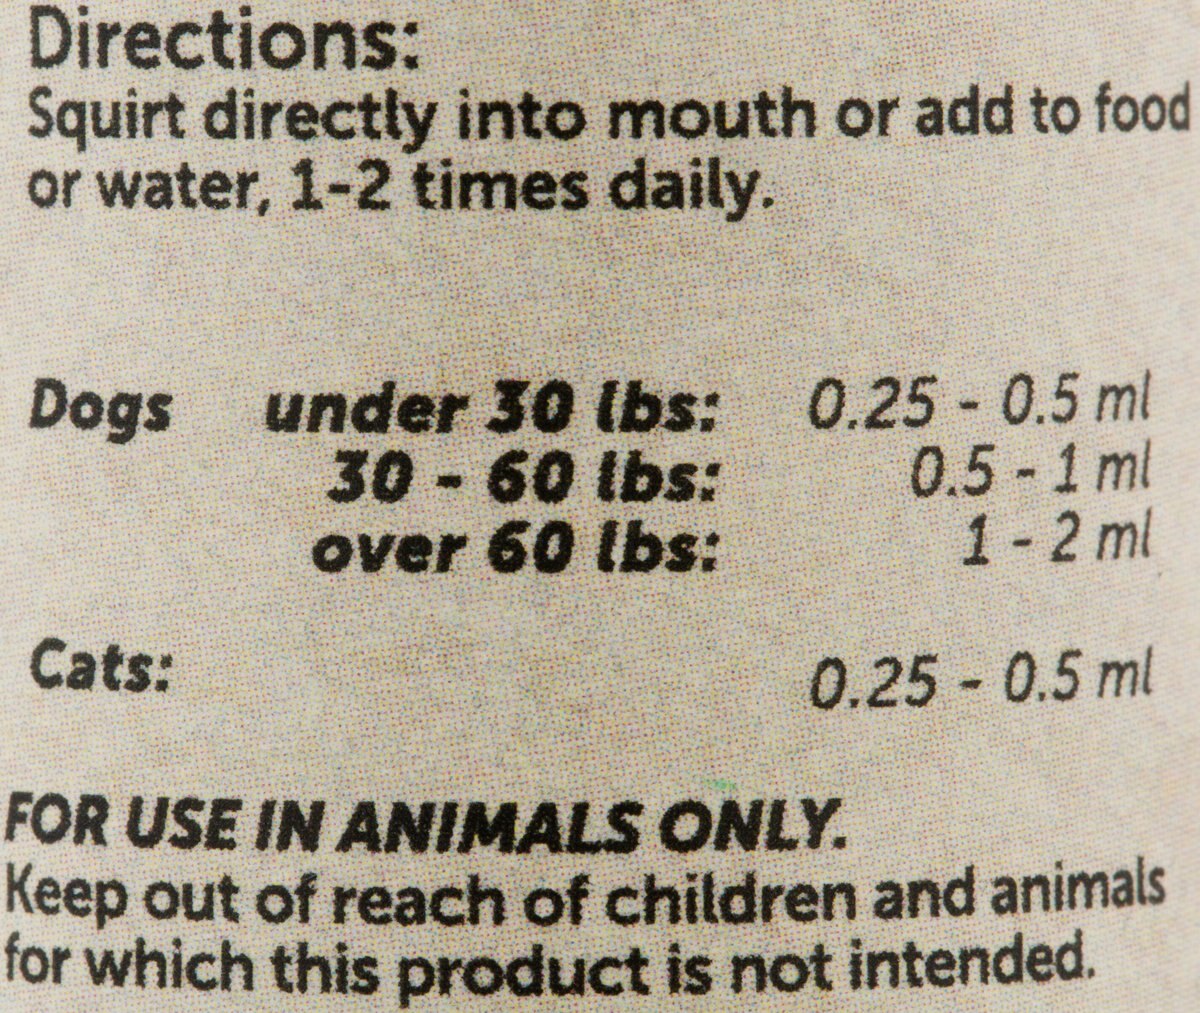 Directions:
Squirt directly into mouth or add to food
or water, 1-2 times daily.
Dogs under 30 lbs: 0.25 - 0.5 ml
30 - 60 lbs: 0.5 - 1 ml
over 60 lbs: 1 - 2 ml
Cats: 0.25 - 0.5 ml
FOR USE IN ANIMALS ONLY.
Keep out of reach of children and animals
for which this product is not intended.